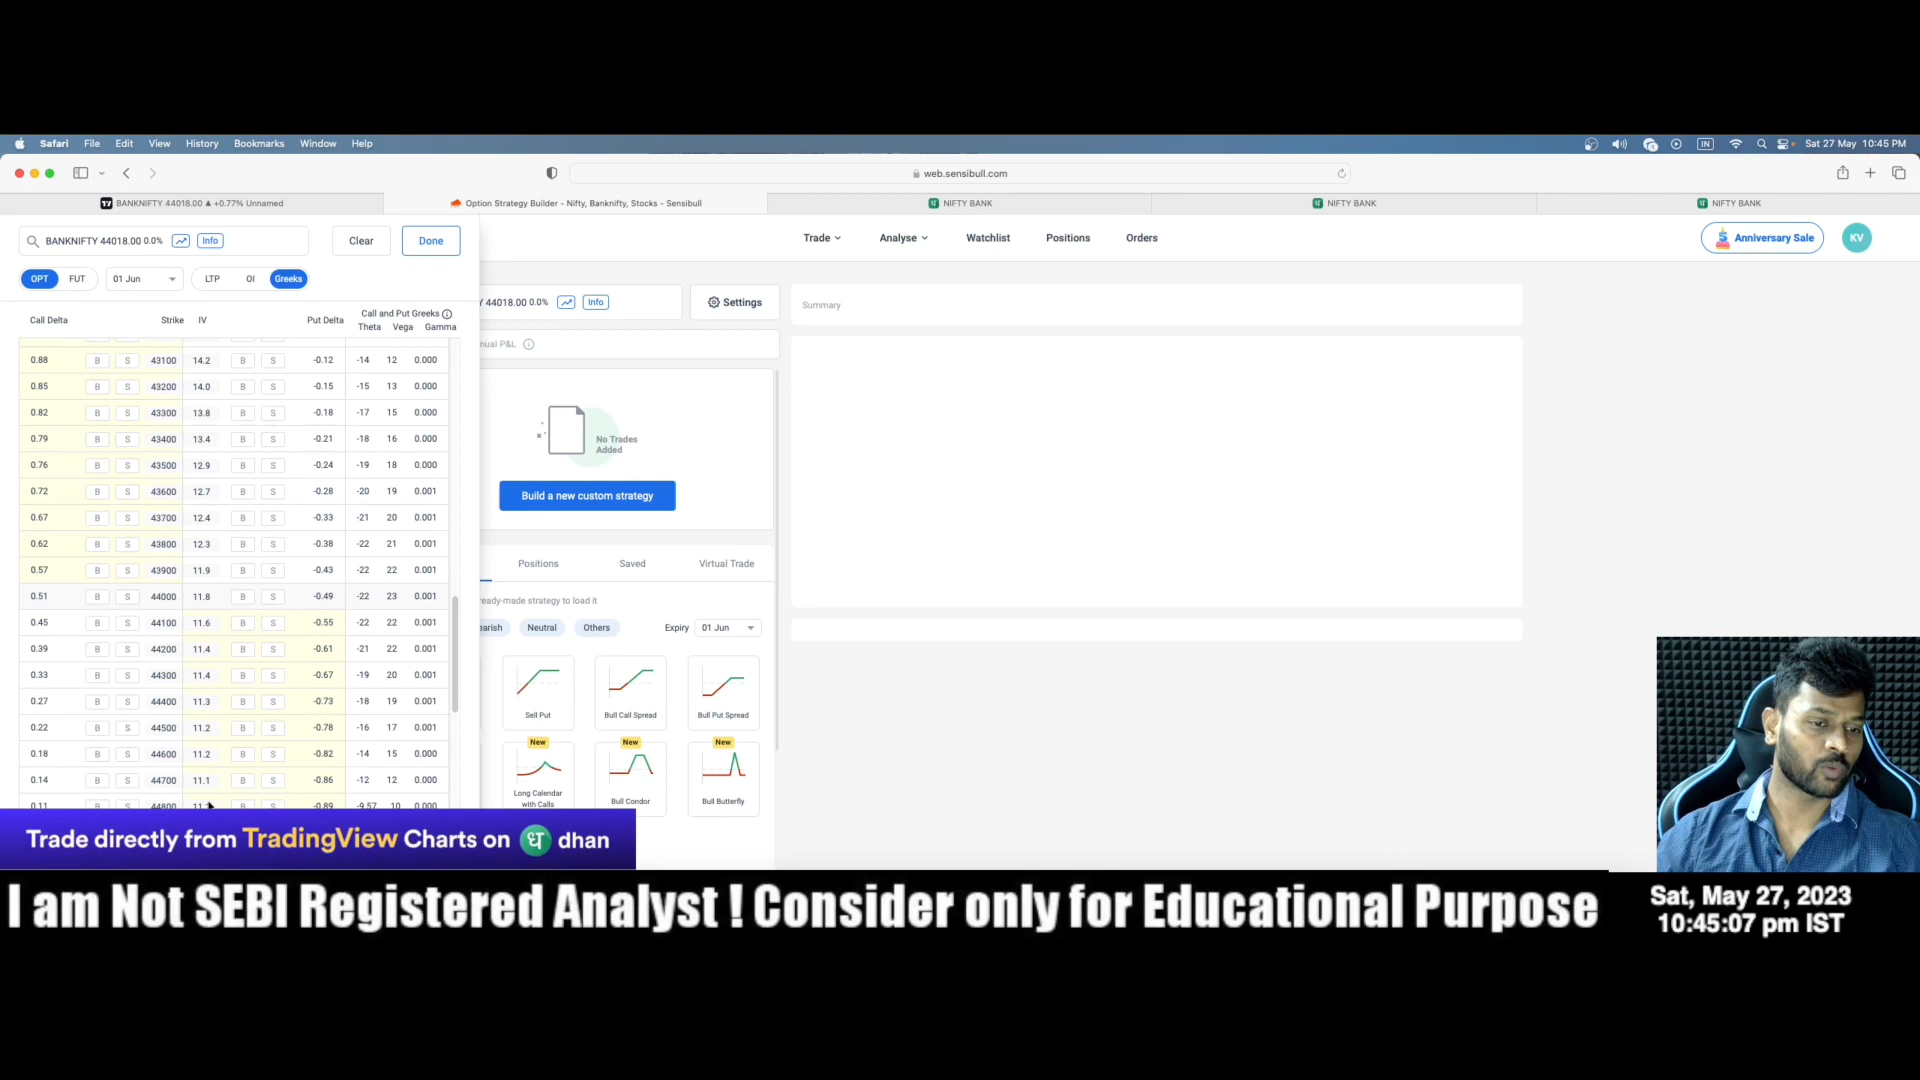 Safari File Edit View History Bookmarks Window Help
IN Sat 27 May 10:45 PM
web.sensibull.com
BANKNIFTY 44018.00 ▲ +0.77% Unnamed
Option Strategy Builder - Nifty, Banknifty, Stocks - Sensibull
NIFTY BANK
NIFTY BANK
NIFTY BANK
BANKNIFTY 44018.00 0.0% Info
Clear
Done
Trade Analyse Watchlist Positions Orders
5 Anniversary Sale
KV
OPT FUT 01 Jun LTP OI Greeks
44018.00 0.0% Info
Settings
Summary
nual P&L
Call Delta Strike IV Put Delta Call and Put Greeks
Theta Vega Gamma
0.88 B S 43100 14.2 B S -0.12 -14 12 0.000
0.85 B S 43200 14.0 B S -0.15 -15 13 0.000
0.82 B S 43300 13.8 B S -0.18 -17 15 0.000
0.79 B S 43400 13.4 B S -0.21 -18 16 0.000
0.76 B S 43500 12.9 B S -0.24 -19 18 0.000
0.72 B S 43600 12.7 B S -0.28 -20 19 0.001
0.67 B S 43700 12.4 B S -0.33 -21 20 0.001
0.62 B S 43800 12.3 B S -0.38 -22 21 0.001
0.57 B S 43900 11.9 B S -0.43 -22 22 0.001
0.51 B S 44000 11.8 B S -0.49 -22 23 0.001
0.45 B S 44100 11.6 B S -0.55 -22 22 0.001
0.39 B S 44200 11.4 B S -0.61 -21 22 0.001
0.33 B S 44300 11.4 B S -0.67 -19 20 0.001
0.27 B S 44400 11.3 B S -0.73 -18 19 0.001
0.22 B S 44500 11.2 B S -0.78 -16 17 0.001
0.18 B S 44600 11.2 B S -0.82 -14 15 0.000
0.14 B S 44700 11.1 B S -0.86 -12 12 0.000
0.11 B S 44800 B S -0.89 -9.57 10 0.000
No Trades
Added
Build a new custom strategy
Positions Saved Virtual Trade
eady-made strategy to load it
earish Neutral Others Expiry 01 Jun
Sell Put
Bull Call Spread
Bull Put Spread
New
New
New
Long Calendar
with Calls
Bull Condor
Bull Butterfly
Trade directly from TradingView Charts on ध dhan
I am Not SEBI Registered Analyst ! Consider only for Educational Purpose
Sat, May 27, 2023
10:45:07 pm IST